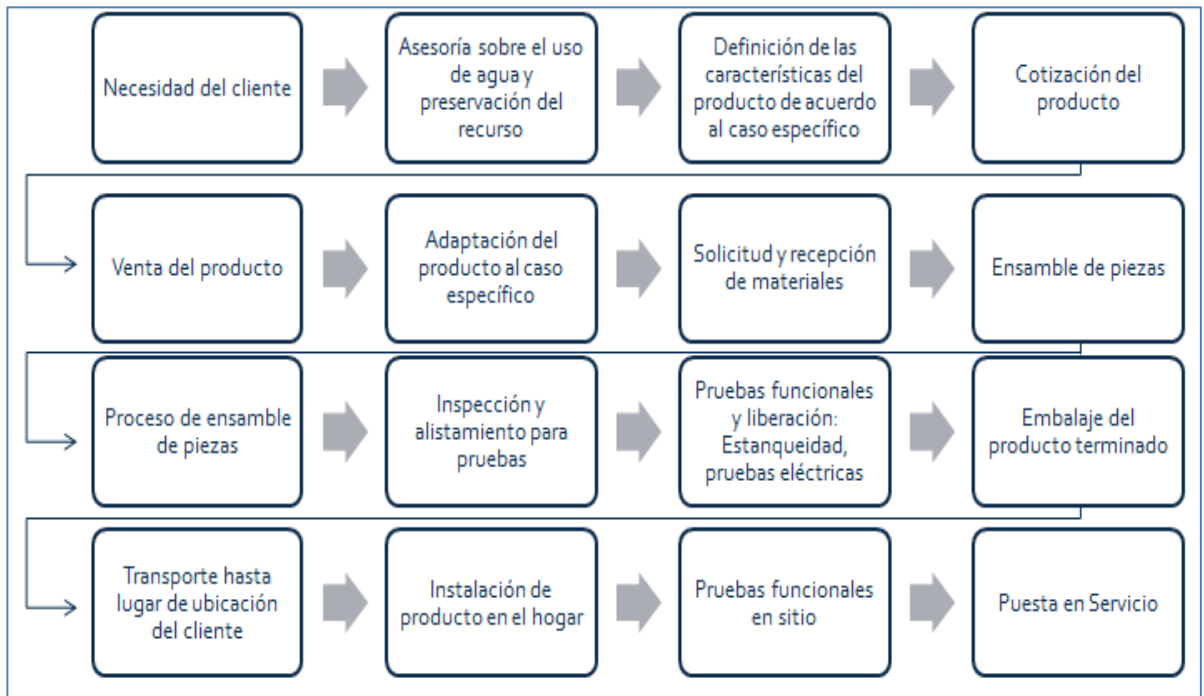 Necesidad del cliente
Asesoría sobre el uso
de agua y
preservación del
recurso
Definición de las
características del
producto de acuerdo
al caso específico
Cotización del
producto
Venta del producto
Adaptación del
producto al caso
específico
Solicitud y recepción
de materiales
Ensamble de piezas
Proceso de ensamble
de piezas
Inspección y
alistamiento para
pruebas
Pruebas funcionales
y liberación:
Estanqueidad,
pruebas eléctricas
Embalaje del
producto terminado
Transporte hasta
lugar de ubicación
del cliente
Instalación de
producto en el hogar
Pruebas funcionales
en sitio
Puesta en Servicio